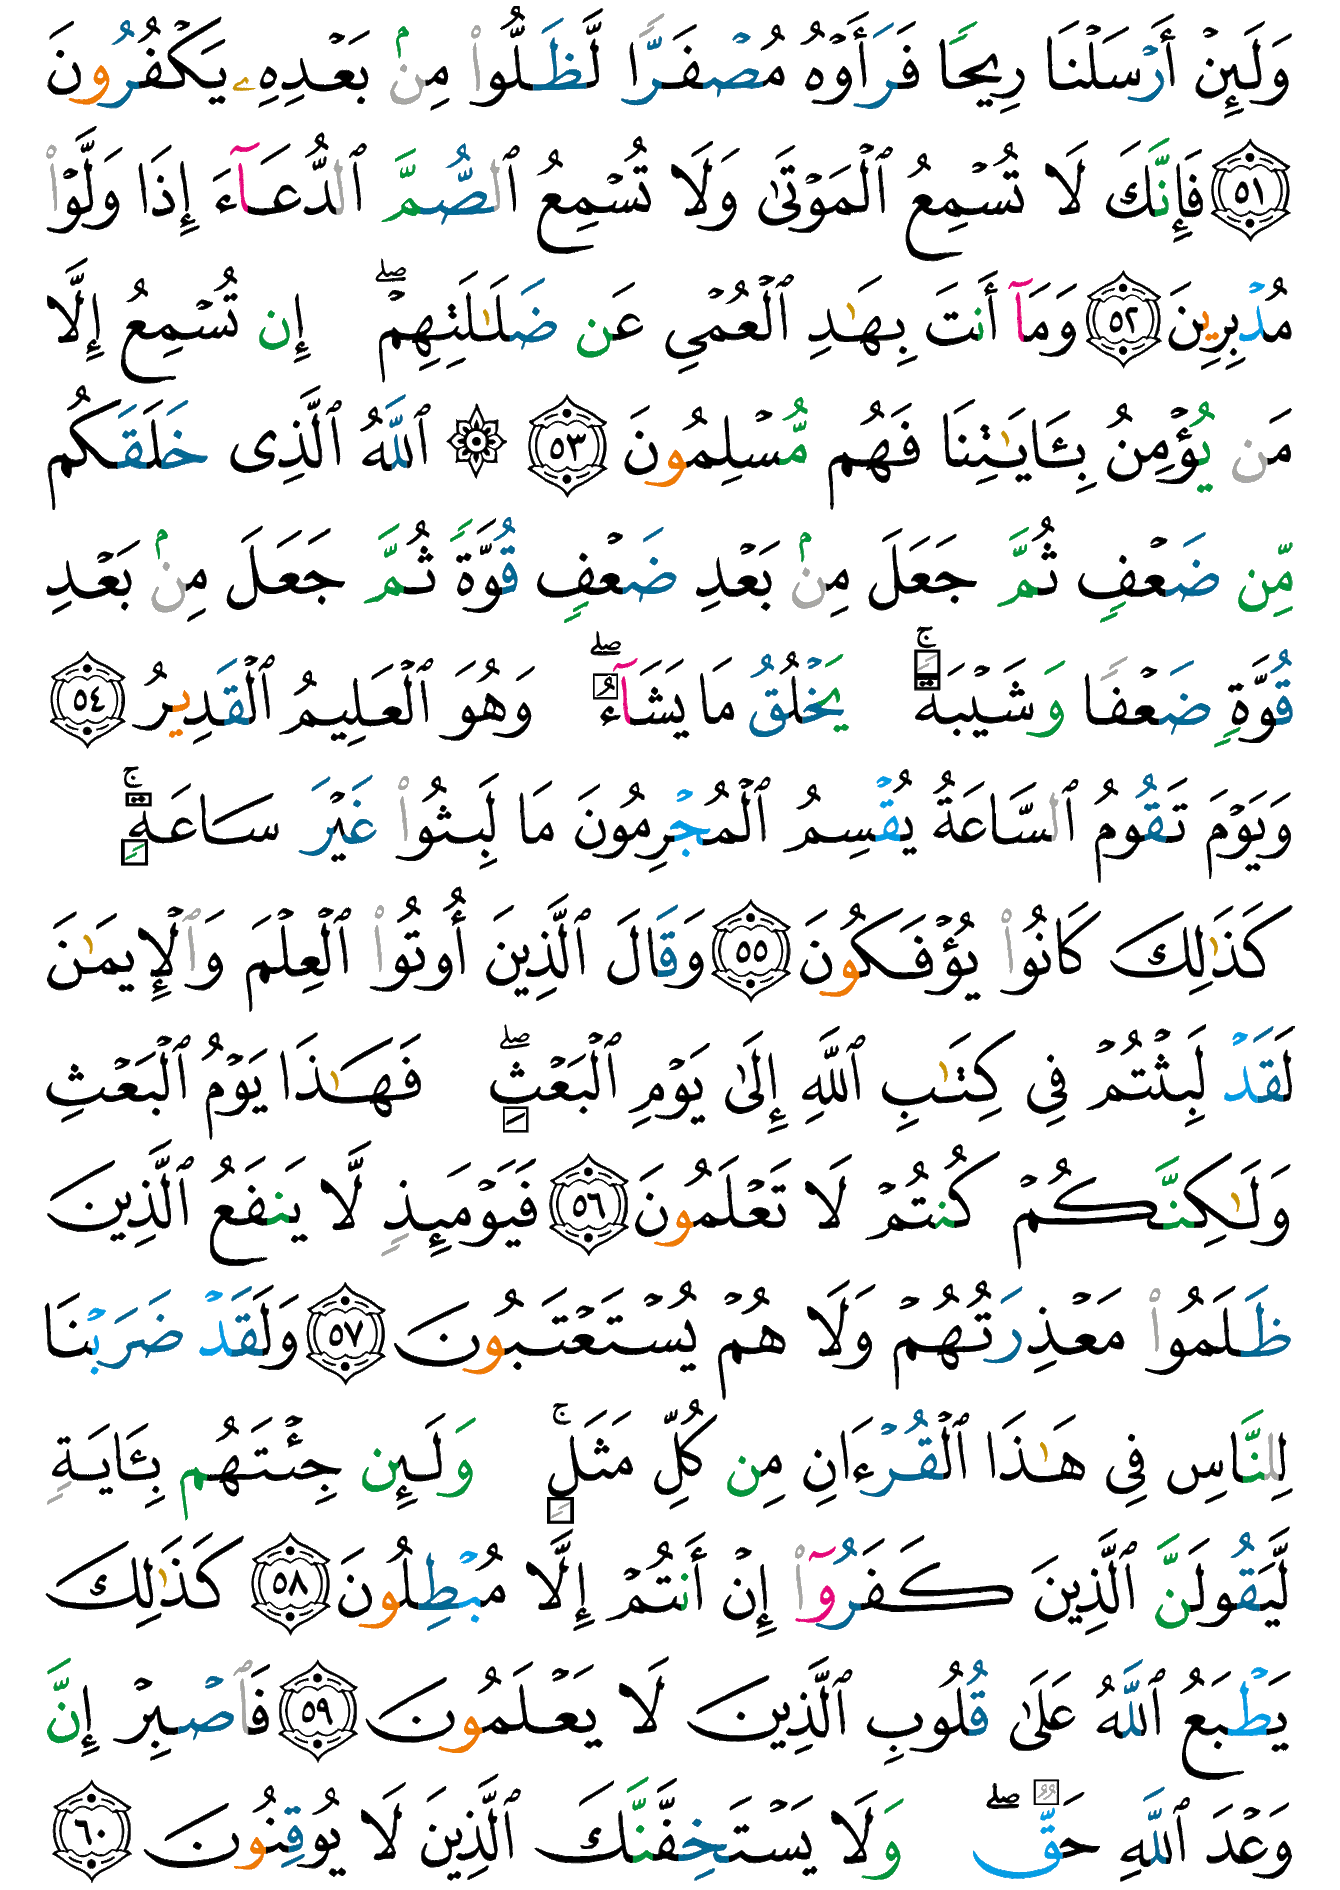 وَلَئِنْ أَرْسَلْنَا رِيحًا فَرَأَوْهُ مُصْفَرًّا لَّظَلُّوا۟ مِنۢ بَعْدِهِۦ يَكْفُرُونَ
﴿٥١﴾ فَإِنَّكَ لَا تُسْمِعُ ٱلْمَوْتَىٰ وَلَا تُسْمِعُ ٱلصُّمَّ ٱلدُّعَآءَ إِذَا وَلَّوْا۟
مُدْبِرِينَ ﴿٥٢﴾ وَمَآ أَنتَ بِهَـٰدِ ٱلْعُمْىِ عَن ضَلَـٰلَتِهِمْ ۖ إِن تُسْمِعُ إِلَّا
مَن يُؤْمِنُ بِـَٔايَـٰتِنَا فَهُم مُّسْلِمُونَ ﴿٥٣﴾ ۞ ٱللَّهُ ٱلَّذِى خَلَقَكُم
مِّن ضَعْفٍ ثُمَّ جَعَلَ مِنۢ بَعْدِ ضَعْفٍ قُوَّةً ثُمَّ جَعَلَ مِنۢ بَعْدِ
قُوَّةٍ ضَعْفًا وَشَيْبَةً ۚ يَخْلُقُ مَا يَشَآءُ ۖ وَهُوَ ٱلْعَلِيمُ ٱلْقَدِيرُ ﴿٥٤﴾
وَيَوْمَ تَقُومُ ٱلسَّاعَةُ يُقْسِمُ ٱلْمُجْرِمُونَ مَا لَبِثُوا۟ غَيْرَ سَاعَةٍ ۚ
كَذَٰلِكَ كَانُوا۟ يُؤْفَكُونَ ﴿٥٥﴾ وَقَالَ ٱلَّذِينَ أُوتُوا۟ ٱلْعِلْمَ وَٱلْإِيمَـٰنَ
لَقَدْ لَبِثْتُمْ فِى كِتَـٰبِ ٱللَّهِ إِلَىٰ يَوْمِ ٱلْبَعْثِ ۖ فَهَـٰذَا يَوْمُ ٱلْبَعْثِ
وَلَـٰكِنَّكُمْ كُنتُمْ لَا تَعْلَمُونَ ﴿٥٦﴾ فَيَوْمَئِذٍ لَّا يَنفَعُ ٱلَّذِينَ
ظَلَمُوا۟ مَعْذِرَتُهُمْ وَلَا هُمْ يُسْتَعْتَبُونَ ﴿٥٧﴾ وَلَقَدْ ضَرَبْنَا
لِلنَّاسِ فِى هَـٰذَا ٱلْقُرْءَانِ مِن كُلِّ مَثَلٍ ۚ وَلَئِن جِئْتَهُم بِـَٔايَةٍ
لَّيَقُولَنَّ ٱلَّذِينَ كَفَرُوٓا۟ إِنْ أَنتُمْ إِلَّا مُبْطِلُونَ ﴿٥٨﴾ كَذَٰلِكَ
يَطْبَعُ ٱللَّهُ عَلَىٰ قُلُوبِ ٱلَّذِينَ لَا يَعْلَمُونَ ﴿٥٩﴾ فَٱصْبِرْ إِنَّ
وَعْدَ ٱللَّهِ حَقٌّ ۖ وَلَا يَسْتَخِفَّنَّكَ ٱلَّذِينَ لَا يُوقِنُونَ ﴿٦٠﴾